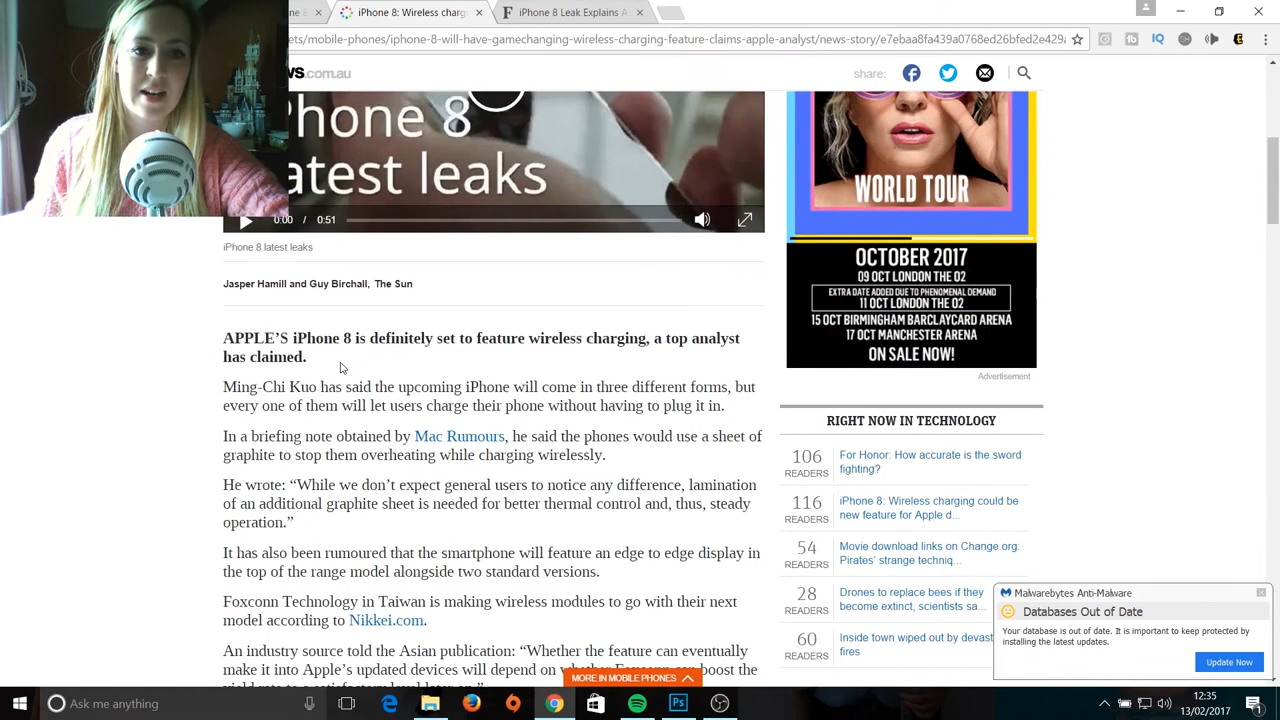 iPhone 8: Wireless charging
iPhone 8 Leak Explains A
ets/mobile-phones/iphone-8-will-have-gamechanging-wireless-charging-feature-claims-apple-analyst/news-story/e7ebaa8fa439a0768ed26bfed2e429
ws.com.au
share:
Phone 8
atest leaks
0:00 / 0:51
iPhone 8 latest leaks
Jasper Hamill and Guy Birchall, The Sun
APPLE'S iPhone 8 is definitely set to feature wireless charging, a top analyst
has claimed.
Ming-Chi Kuo has said the upcoming iPhone will come in three different forms, but
every one of them will let users charge their phone without having to plug it in.
In a briefing note obtained by Mac Rumours, he said the phones would use a sheet of
graphite to stop them overheating while charging wirelessly.
He wrote: “While we don’t expect general users to notice any difference, lamination
of an additional graphite sheet is needed for better thermal control and, thus, steady
operation.”
It has also been rumoured that the smartphone will feature an edge to edge display in
the top of the range model alongside two standard versions.
Foxconn Technology in Taiwan is making wireless modules to go with their next
model according to Nikkei.com.
An industry source told the Asian publication: “Whether the feature can eventually
make it into Apple’s updated devices will depend on whether Foxconn can boost the
MORE IN MOBILE PHONES
WORLD TOUR
OCTOBER 2017
09 OCT LONDON THE O2
EXTRA DATE ADDED DUE TO PHENOMENAL DEMAND
11 OCT LONDON THE O2
15 OCT BIRMINGHAM BARCLAYCARD ARENA
17 OCT MANCHESTER ARENA
ON SALE NOW!
Advertisement
RIGHT NOW IN TECHNOLOGY
106 READERS
For Honor: How accurate is the sword
fighting?
116 READERS
iPhone 8: Wireless charging could be
new feature for Apple d...
54 READERS
Movie download links on Change.org:
Pirates’ strange techniq...
28 READERS
Drones to replace bees if they
become extinct, scientists sa...
60 READERS
Inside town wiped out by devast
fires
Malwarebytes Anti-Malware
Databases Out of Date
Your database is out of date. It is important to keep protected by
installing the latest updates.
Update Now
Ask me anything
12:35
13/02/2017